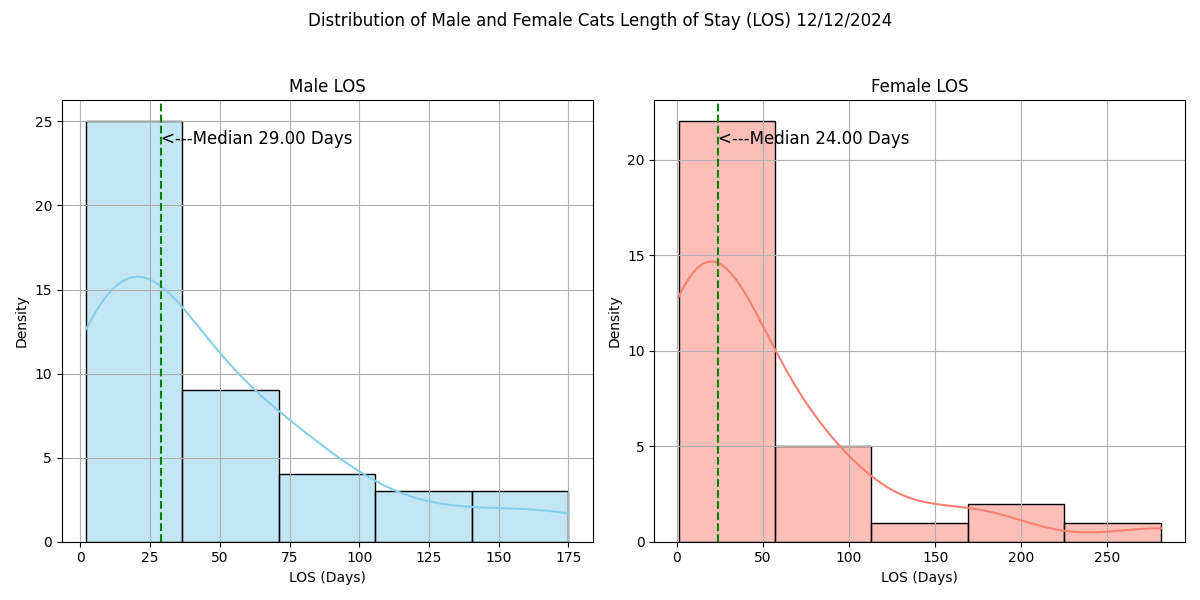 Distribution of Male and Female Cats Length of Stay (LOS) 12/12/2024
Male LOS
25
20
15
10
5
0
Density
<---Median 29.00 Days
0 25 50 75 100 125 150 175
LOS (Days)
Female LOS
20
15
10
5
0
Density
<---Median 24.00 Days
0 50 100 150 200 250
LOS (Days)